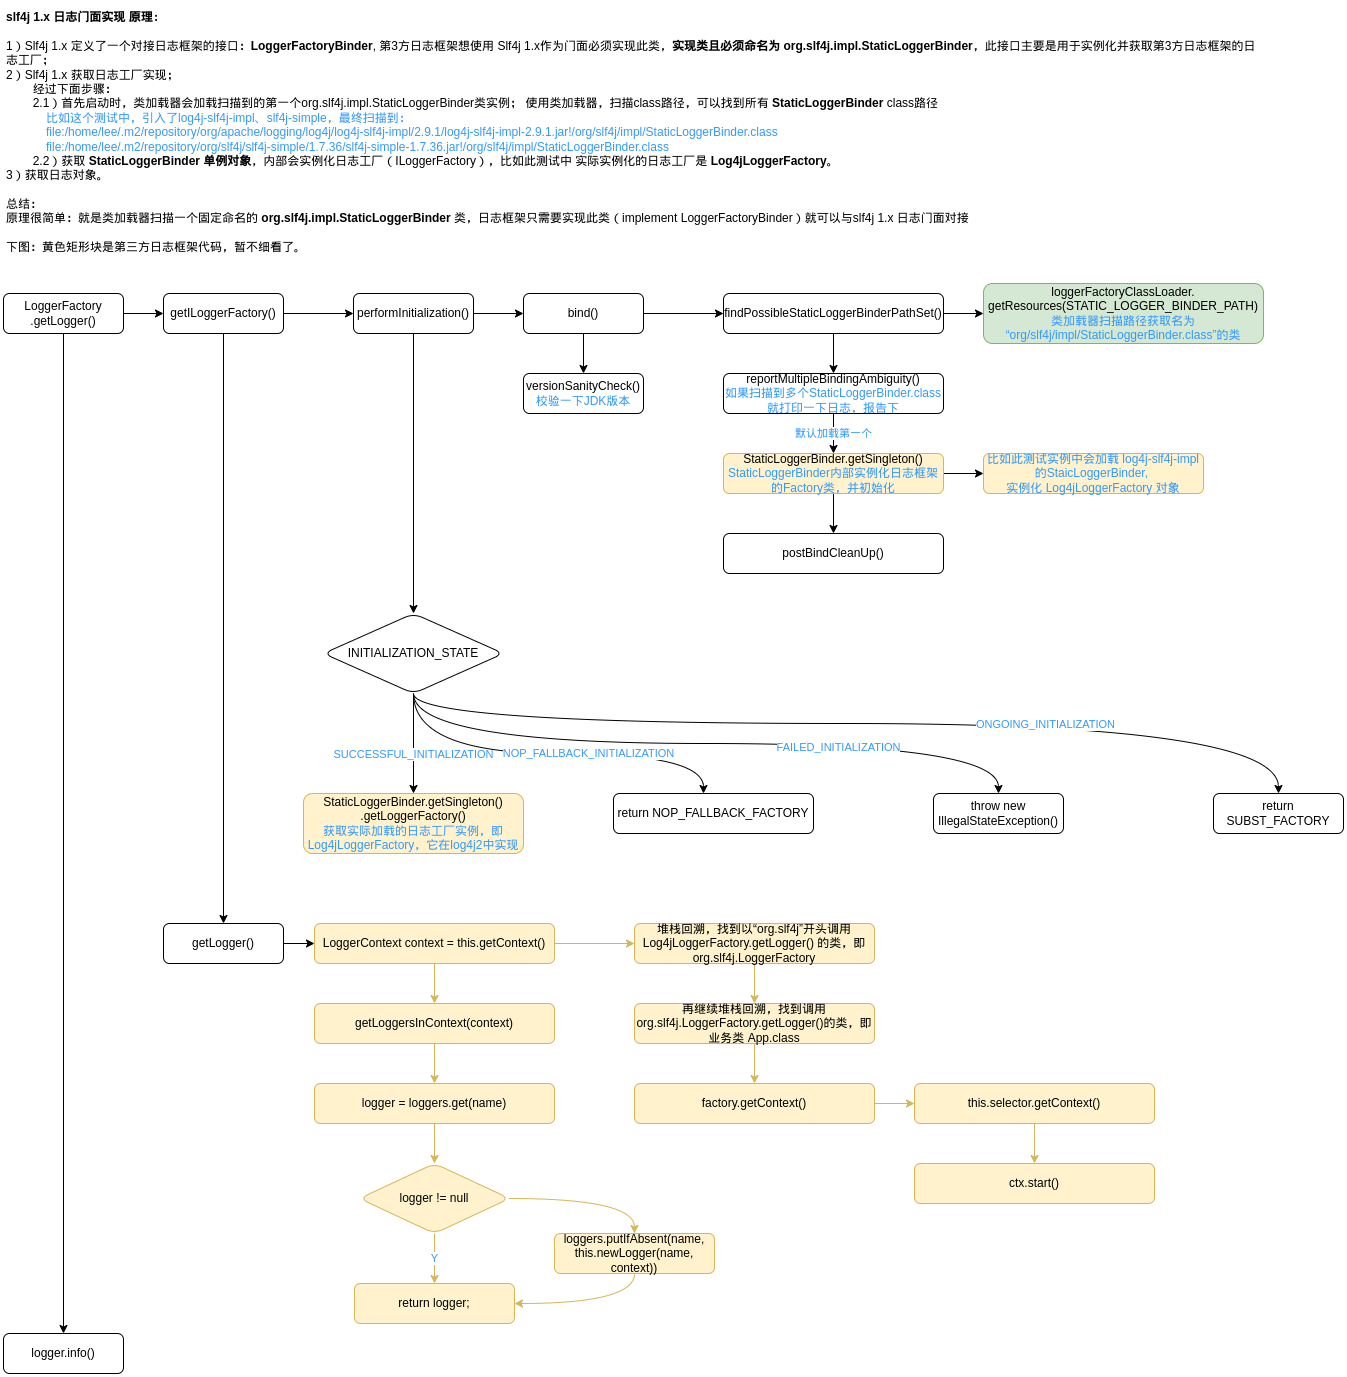 slf4j 1.x 日志门面实现 原理：
1）Slf4j 1.x 定义了一个对接日志框架的接口：LoggerFactoryBinder, 第3方日志框架想使用 Slf4j 1.x作为门面必须实现此类，实现类且必须命名为 org.slf4j.impl.StaticLoggerBinder，此接口主要是用于实例化并获取第3方日志框架的日
志工厂；
2）Slf4j 1.x 获取日志工厂实现；
经过下面步骤：
2.1）首先启动时，类加载器会加载扫描到的第一个org.slf4j.impl.StaticLoggerBinder类实例； 使用类加载器，扫描class路径，可以找到所有 StaticLoggerBinder class路径
比如这个测试中，引入了log4j-slf4j-impl、slf4j-simple，最终扫描到：
file:/home/lee/.m2/repository/org/apache/logging/log4j/log4j-slf4j-impl/2.9.1/log4j-slf4j-impl-2.9.1.jar!/org/slf4j/impl/StaticLoggerBinder.class
file:/home/lee/.m2/repository/org/slf4j/slf4j-simple/1.7.36/slf4j-simple-1.7.36.jar!/org/slf4j/impl/StaticLoggerBinder.class
2.2）获取 StaticLoggerBinder 单例对象，内部会实例化日志工厂（ILoggerFactory），比如此测试中 实际实例化的日志工厂是 Log4jLoggerFactory。
3）获取日志对象。
总结：
原理很简单：就是类加载器扫描一个固定命名的 org.slf4j.impl.StaticLoggerBinder 类，日志框架只需要实现此类（implement LoggerFactoryBinder）就可以与slf4j 1.x 日志门面对接
下图：黄色矩形块是第三方日志框架代码，暂不细看了。
LoggerFactory
.getLogger()
getILoggerFactory()
performInitialization()
bind()
findPossibleStaticLoggerBinderPathSet()
loggerFactoryClassLoader.
getResources(STATIC_LOGGER_BINDER_PATH)
类加载器扫描路径获取名为
“org/slf4j/impl/StaticLoggerBinder.class”的类
versionSanityCheck()
校验一下JDK版本
reportMultipleBindingAmbiguity()
如果扫描到多个StaticLoggerBinder.class
就打印一下日志，报告下
默认加载第一个
StaticLoggerBinder.getSingleton()
StaticLoggerBinder内部实例化日志框架
的Factory类，并初始化
比如此测试实例中会加载 log4j-slf4j-impl
的StaicLoggerBinder,
实例化 Log4jLoggerFactory 对象
postBindCleanUp()
INITIALIZATION_STATE
SUCCESSFUL_INITIALIZATION
NOP_FALLBACK_INITIALIZATION
FAILED_INITIALIZATION
ONGOING_INITIALIZATION
StaticLoggerBinder.getSingleton()
.getLoggerFactory()
获取实际加载的日志工厂实例，即
Log4jLoggerFactory，它在log4j2中实现
return NOP_FALLBACK_FACTORY
throw new
IllegalStateException()
return
SUBST_FACTORY
getLogger()
LoggerContext context = this.getContext()
堆栈回溯，找到以“org.slf4j”开头调用
Log4jLoggerFactory.getLogger() 的类，即
org.slf4j.LoggerFactory
getLoggersInContext(context)
再继续堆栈回溯，找到调用
org.slf4j.LoggerFactory.getLogger()的类，即
业务类 App.class
logger = loggers.get(name)
factory.getContext()
this.selector.getContext()
ctx.start()
logger != null
Y
loggers.putIfAbsent(name,
this.newLogger(name,
context))
return logger;
logger.info()